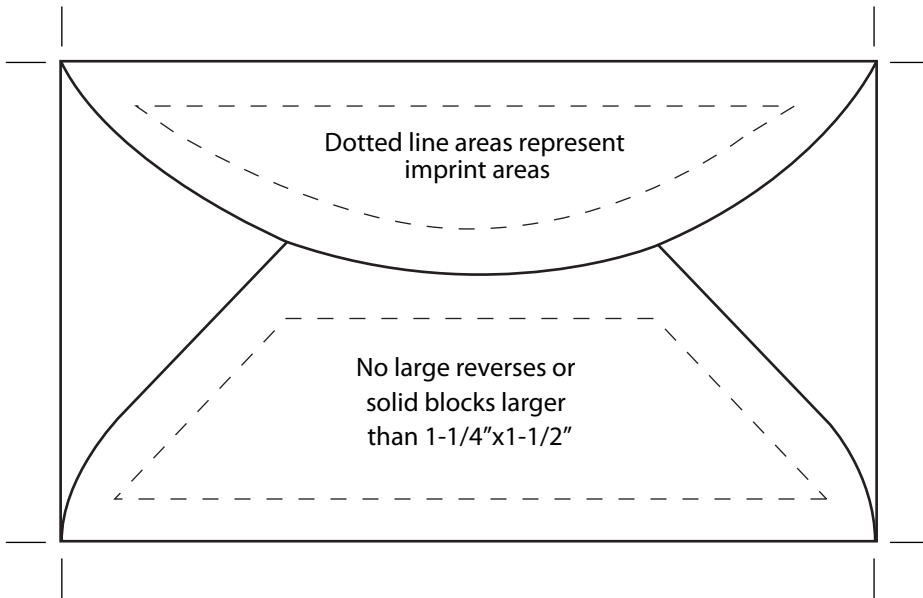 Dotted line areas represent
imprint areas
No large reverses or
solid blocks larger
than 1-1/4”x1-1/2”